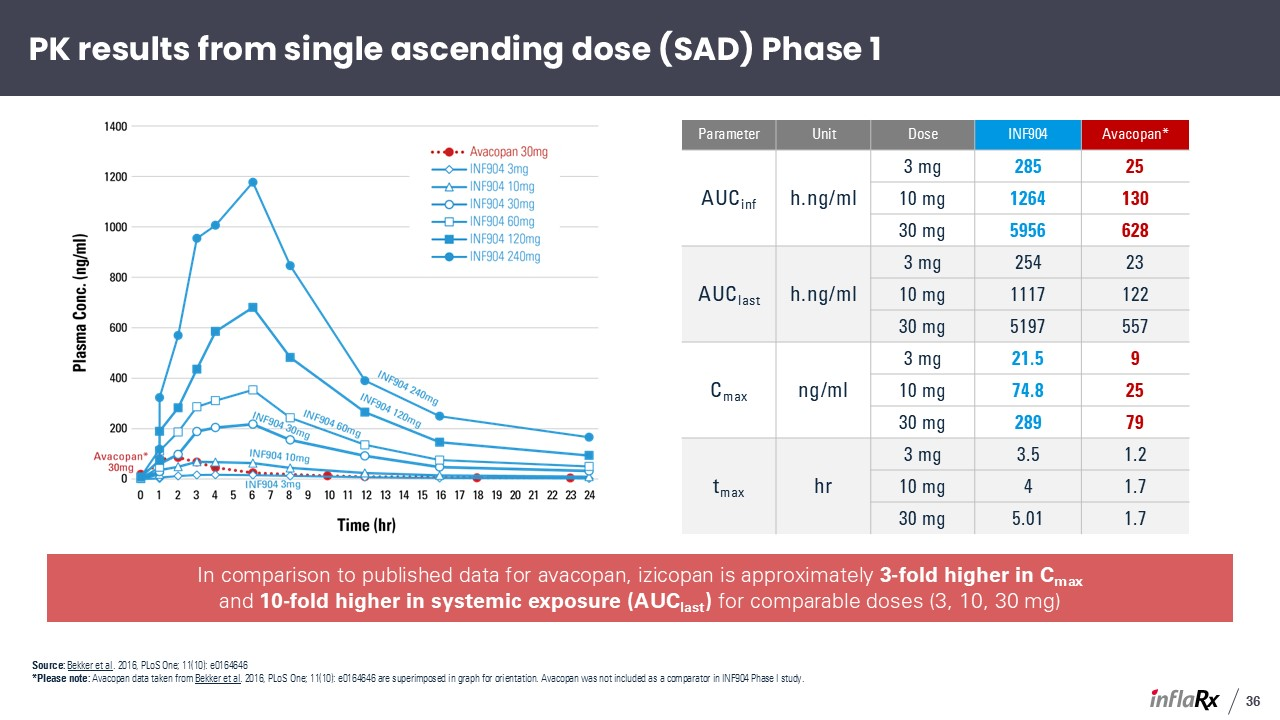 PK results from single ascending dose (SAD) Phase 1
1400
1200
1000
800
600
400
200
0
Plasma Conc. (ng/ml)
Avacopan 30mg
INF904 3mg
INF904 10mg
INF904 30mg
INF904 60mg
INF904 120mg
INF904 240mg
INF904 240mg
INF904 120mg
INF904 60mg
INF904 30mg
INF904 10mg
INF904 3mg
Avacopan*
30mg
0 1 2 3 4 5 6 7 8 9 10 11 12 13 14 15 16 17 18 19 20 21 22 23 24
Time (hr)
Parameter Unit Dose INF904 Avacopan*
AUCinf h.ng/ml
3 mg 285 25
10 mg 1264 130
30 mg 5956 628
AUClast h.ng/ml
3 mg 254 23
10 mg 1117 122
30 mg 5197 557
Cmax ng/ml
3 mg 21.5 9
10 mg 74.8 25
30 mg 289 79
tmax hr
3 mg 3.5 1.2
10 mg 4 1.7
30 mg 5.01 1.7
In comparison to published data for avacopan, izicopan is approximately 3-fold higher in Cmax
and 10-fold higher in systemic exposure (AUClast) for comparable doses (3, 10, 30 mg)
Source: Bekker et al. 2016, PLoS One; 11(10): e0164646
*Please note: Avacopan data taken from Bekker et al. 2016, PLoS One; 11(10): e0164646 are superimposed in graph for orientation. Avacopan was not included as a comparator in INF904 Phase I study.
inflaRx / 36